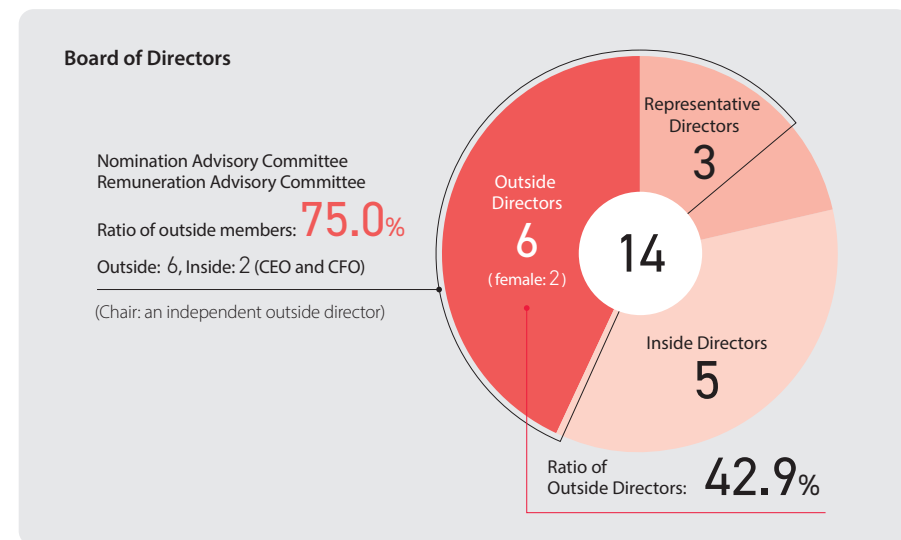 Board of Directors
Nomination Advisory Committee
Remuneration Advisory Committee
Ratio of outside members: 75.0%
Outside: 6, Inside: 2 (CEO and CFO)
(Chair: an independent outside director)
Outside
Directors
6
(female: 2)
Representative
Directors
3
14
Inside Directors
5
Ratio of
Outside Directors: 42.9%